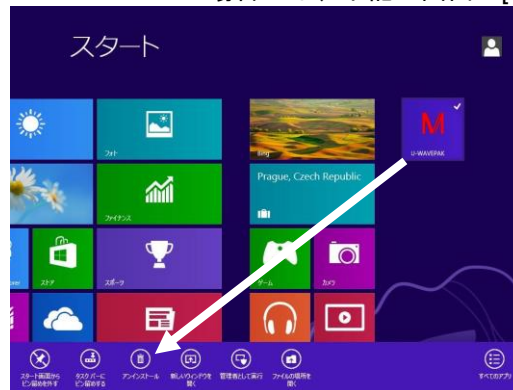 スタート
フォト
Bing
U-WAVEPAK
ファイナンス
Prague, Czech Republic
ストア
スポーツ
ゲーム
カメラ
スタート画面から
ピン留めを外す
タスク バーに
ピン留めする
アンインストール
新しいウィンドウを
開く
管理者として実行
ファイルの場所を
開く
すべてのアプリ